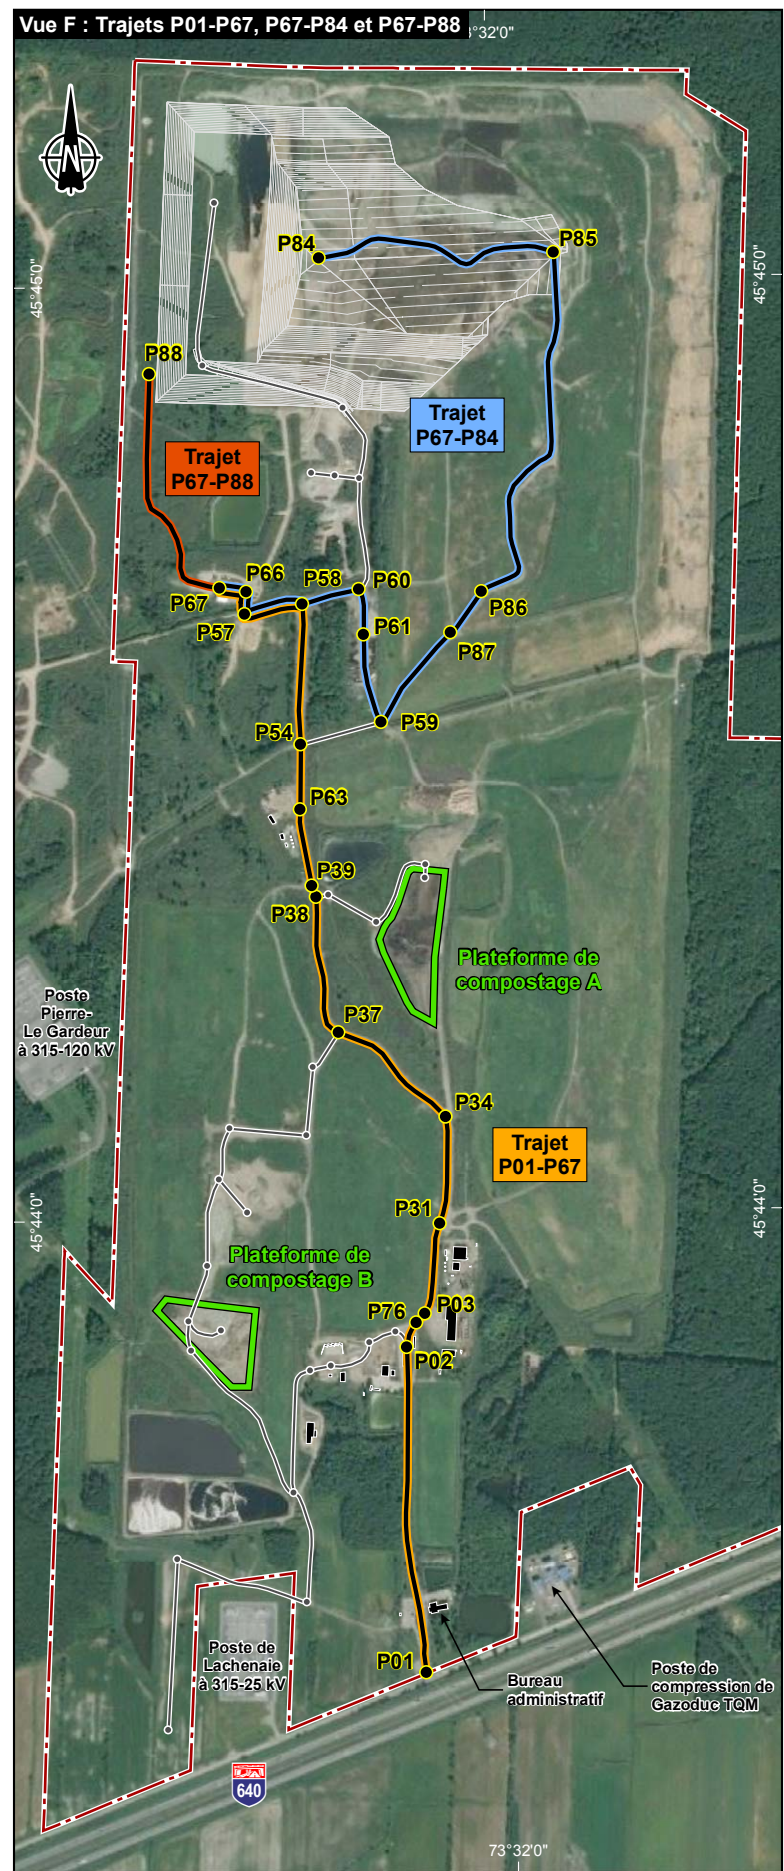 Vue F : Trajets P01-P67, P67-P84 et P67-P88
73°32'0"
N
P84
P85
45°45'0"
45°45'0"
P88
Trajet
P67-P84
Trajet
P67-P88
P66
P58
P60
P67
P57
P86
P61
P87
P59
P54
P63
P39
P38
Plateforme de
compostage A
Poste
Pierre-
Le Gardeur
à 315-120 kV
P37
P34
Trajet
P01-P67
P31
45°44'0"
45°44'0"
Plateforme de
compostage B
P03
P76
P02
Poste de
Lachenaie
à 315-25 kV
P01
Bureau
administratif
Poste de
compression de
Gazoduc TQM
640
73°32'0"